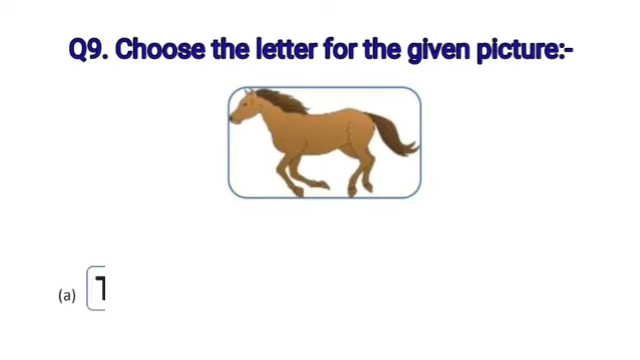 Q9. Choose the letter for the given picture:-
(a)